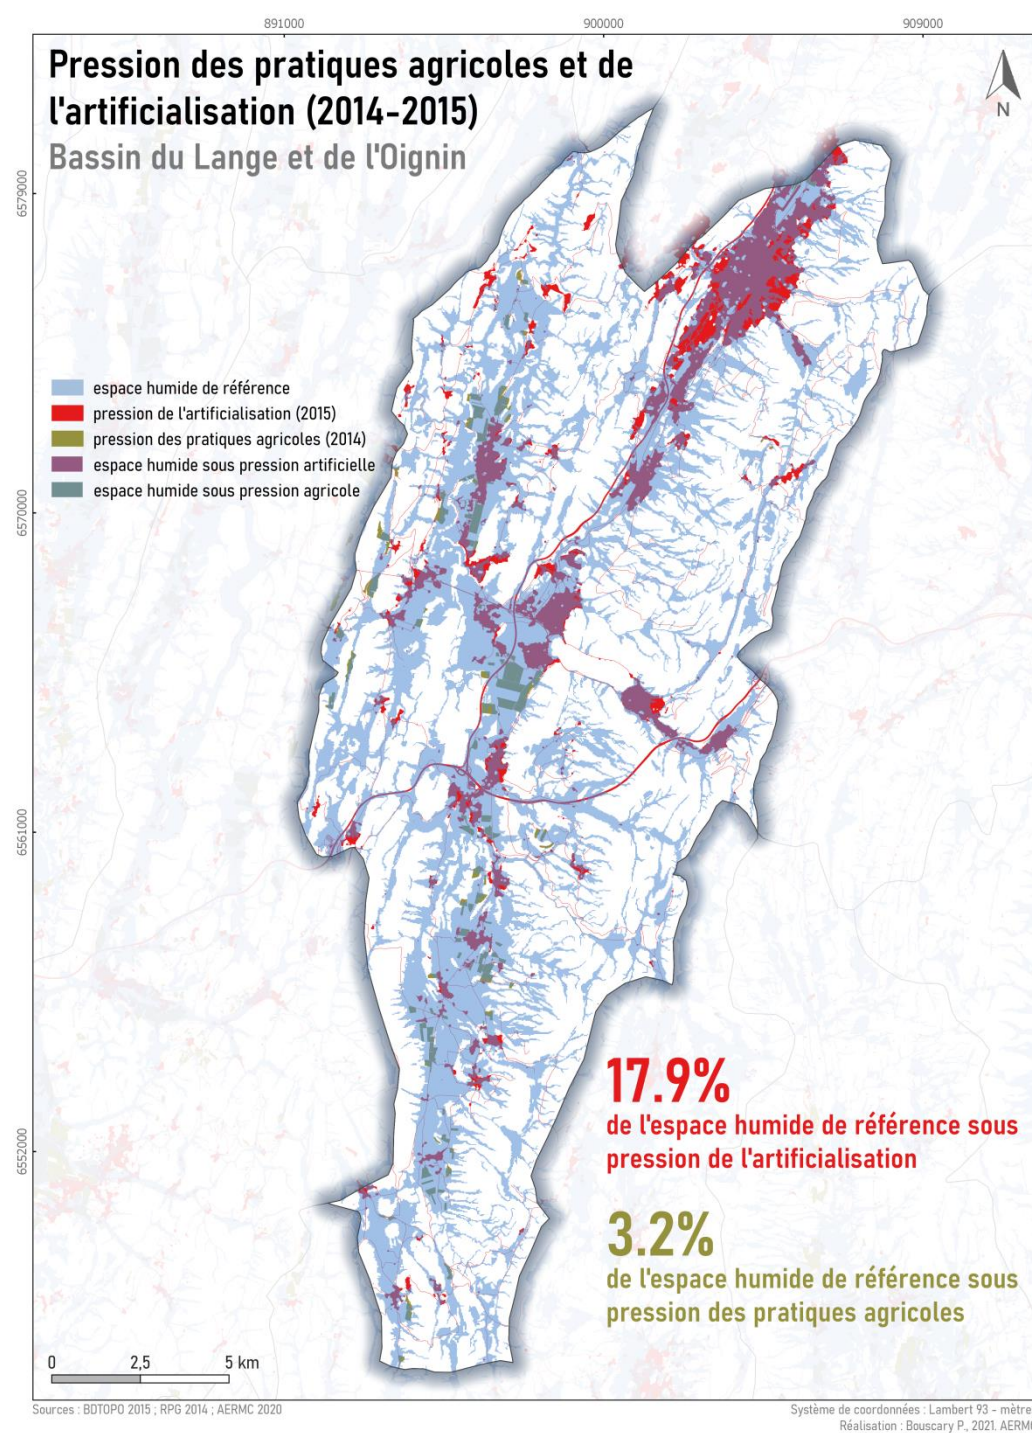 891000
900000
909000
Pression des pratiques agricoles et de
l'artificialisation (2014-2015)
Bassin du Lange et de l'Oignin
N
6579000
espace humide de référence
pression de l'artificialisation (2015)
pression des pratiques agricoles (2014)
espace humide sous pression artificielle
espace humide sous pression agricole
6570000
6561000
17.9%
de l'espace humide de référence sous
pression de l'artificialisation
6552000
3.2%
de l'espace humide de référence sous
pression des pratiques agricoles
0 2,5 5 km
Sources : BDTOPO 2015 ; RPG 2014 ; AERMC 2020
Système de coordonnées : Lambert 93 - mètre
Réalisation : Bouscary P., 2021. AERM